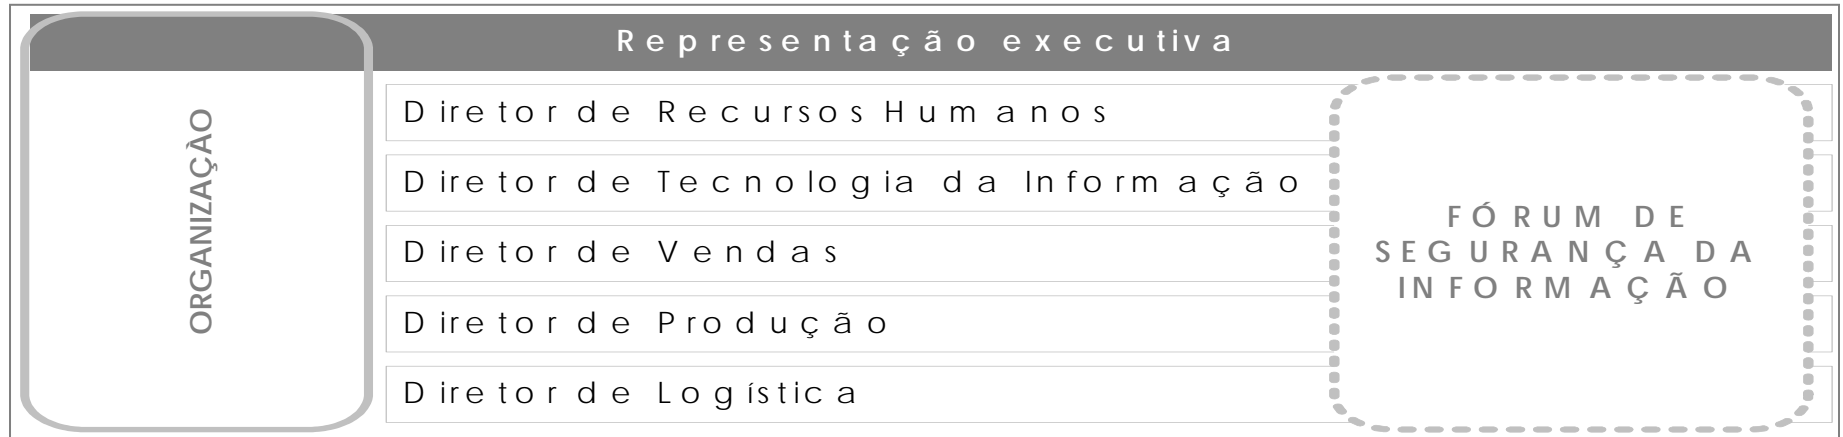 Representação executiva
ORGANIZAÇÀO
Diretor de Recursos Humanos
Diretor de Tecnologia da Informação
Diretor de Vendas
Diretor de Produção
Diretor de Logística
FÓRUM DE
SEGURANÇA DA
INFORMAÇÃO